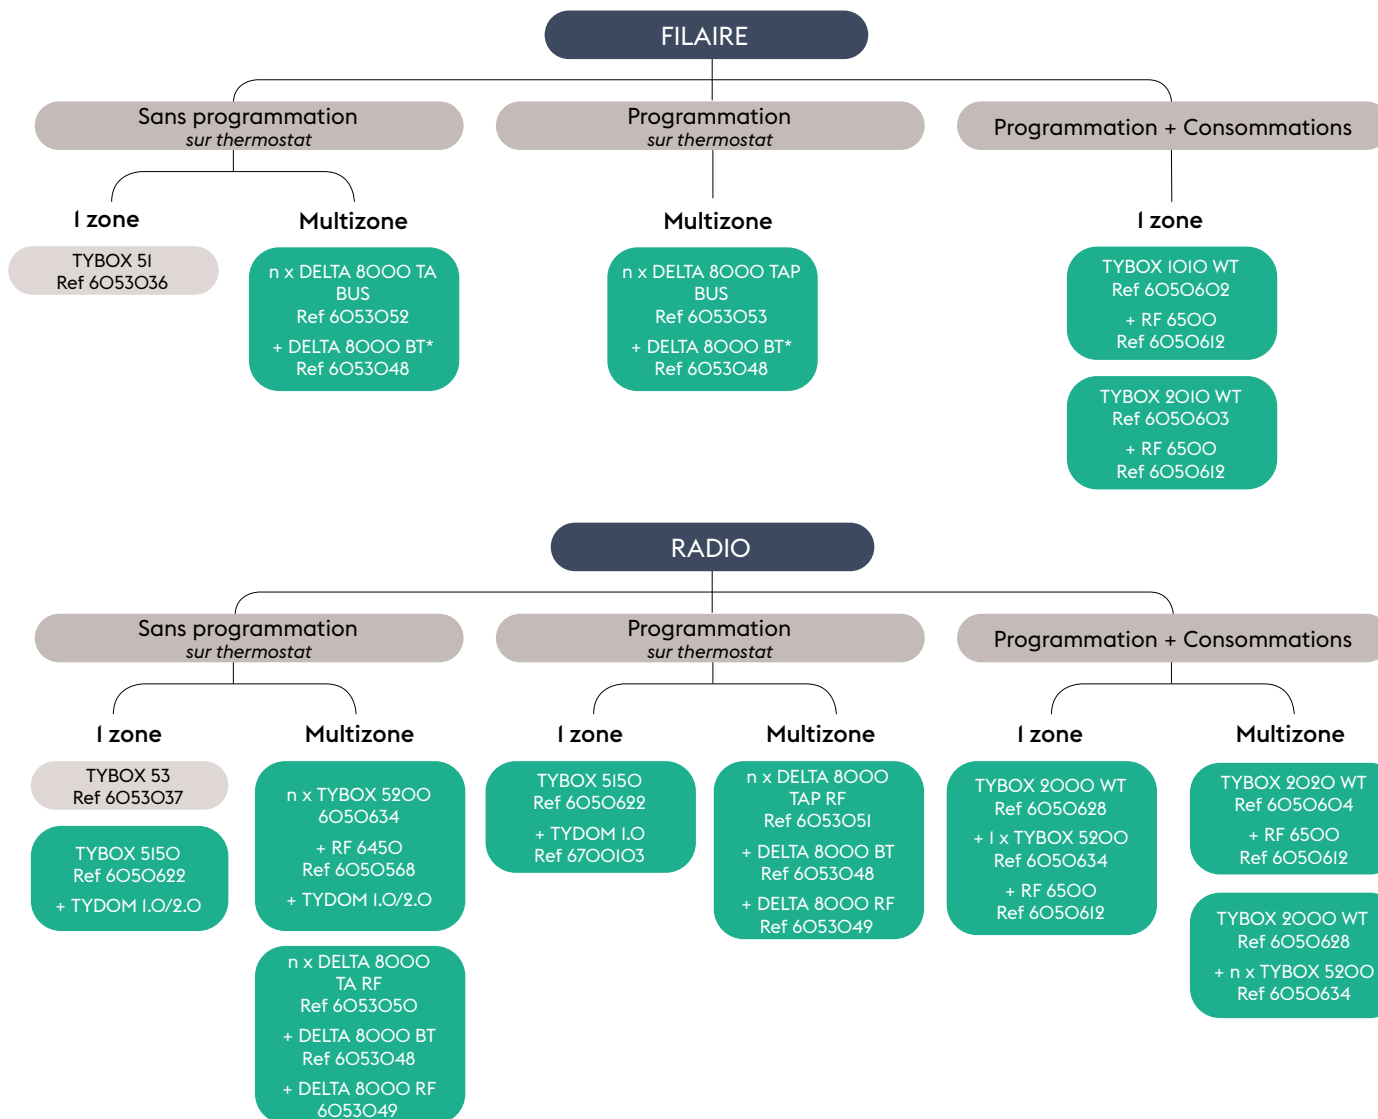 FILAIRE
Sans programmation
sur thermostat
Programmation
sur thermostat
Programmation + Consommations
1 zone
TYBOX 51
Ref 6053036
Multizone
n x DELTA 8000 TA
BUS
Ref 6053052
+ DELTA 8000 BT*
Ref 6053048
Multizone
n x DELTA 8000 TAP
BUS
Ref 6053053
+ DELTA 8000 BT*
Ref 6053048
1 zone
TYBOX 1010 WT
Ref 6050602
+ RF 6500
Ref 6050612
TYBOX 2010 WT
Ref 6050603
+ RF 6500
Ref 6050612
RADIO
Sans programmation
sur thermostat
Programmation
sur thermostat
Programmation + Consommations
1 zone
TYBOX 53
Ref 6053037
TYBOX 5150
Ref 6050622
+ TYDOM 1.0/2.0
Multizone
n x TYBOX 5200
6050634
+ RF 6450
Ref 6050568
+ TYDOM 1.0/2.0
n x DELTA 8000
TA RF
Ref 6053050
+ DELTA 8000 BT
Ref 6053048
+ DELTA 8000 RF
6053049
1 zone
TYBOX 5150
Ref 6050622
+ TYDOM 1.0
Ref 6700103
Multizone
n x DELTA 8000
TAP RF
Ref 6053051
+ DELTA 8000 BT
Ref 6053048
+ DELTA 8000 RF
Ref 6053049
1 zone
TYBOX 2000 WT
Ref 6050628
+ 1 x TYBOX 5200
Ref 6050634
+ RF 6500
Ref 6050612
Multizone
TYBOX 2020 WT
Ref 6050604
+ RF 6500
Ref 6050612
TYBOX 2000 WT
Ref 6050628
+ n x TYBOX 5200
Ref 6050634